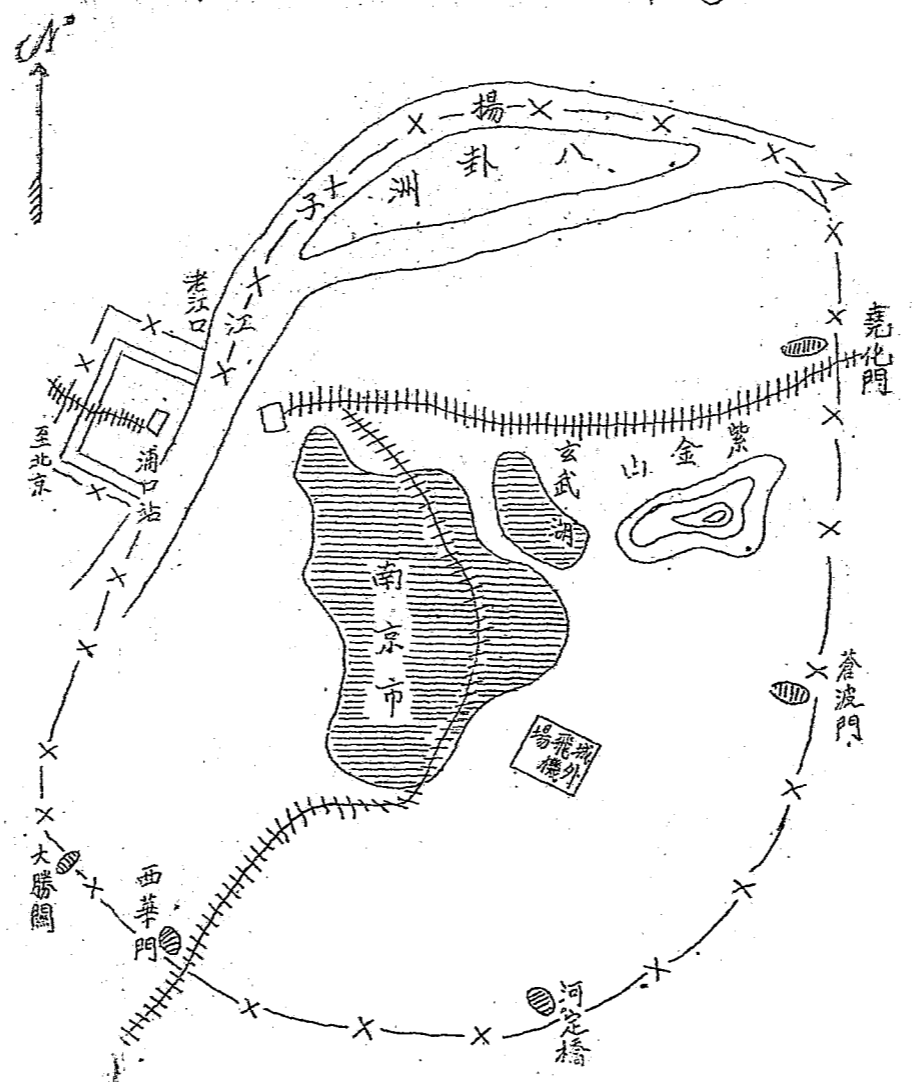 N
揚子江
八卦洲
老江口
浦口站
至北京
堯化門
玄武湖
紫金山
南京市
蒼波門
城外飛機場
大勝關
西華門
河定橋